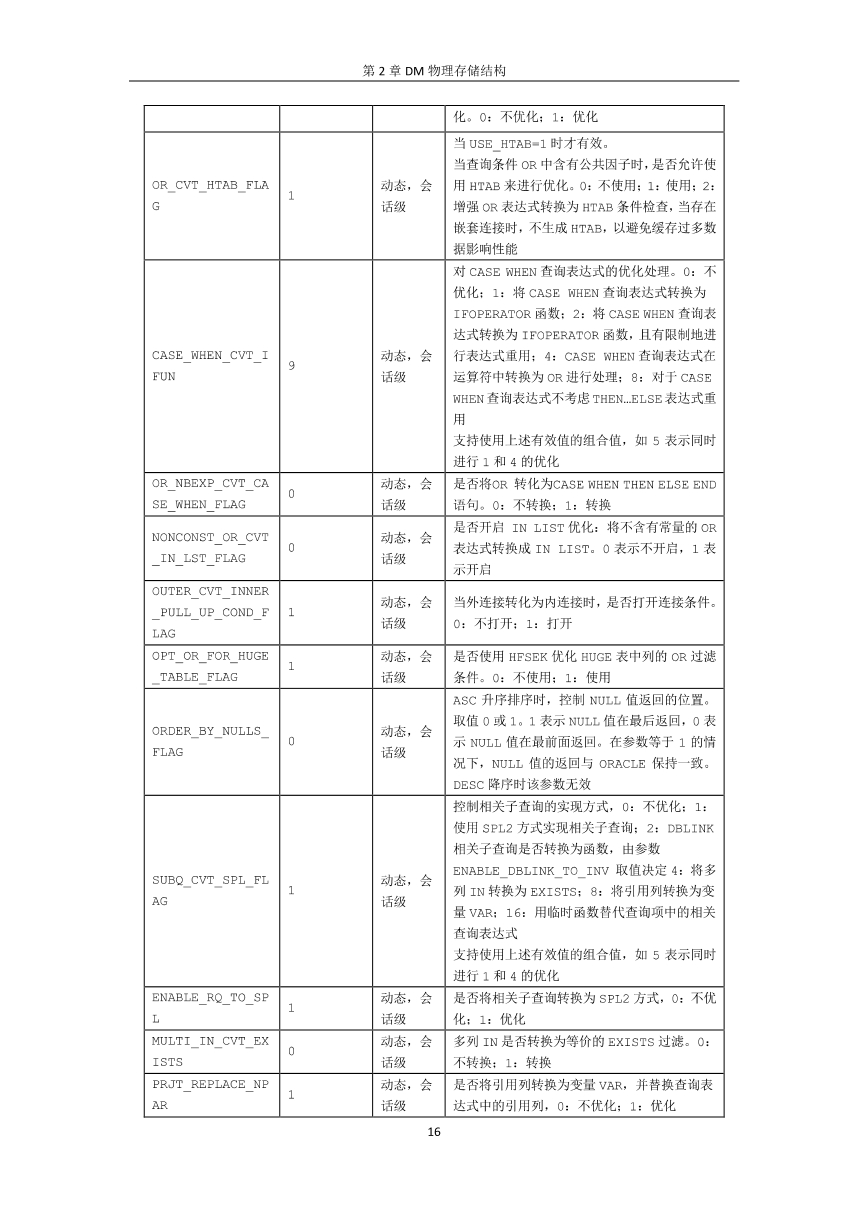 第 2 章 DM 物理存储结构
化。0: 不优化; 1: 优化
OR_CVT_HTAB_FLA
G
1
动态，会
话级
当 USE_HTAB=1 时才有效。
当查询条件 OR 中含有公共因子时，是否允许使
用 HTAB 来进行优化。0: 不使用; 1: 使用; 2:
增强 OR 表达式转换为 HTAB 条件检查，当存在
嵌套连接时，不生成 HTAB，以避免缓存过多数
据影响性能
CASE_WHEN_CVT_I
FUN
9
动态，会
话级
对 CASE WHEN 查询表达式的优化处理。0: 不
优化; 1: 将 CASE WHEN 查询表达式转换为
IFOPERATOR 函数; 2: 将 CASE WHEN 查询表
达式转换为 IFOPERATOR 函数，且有限制地进
行表达式重用; 4: CASE WHEN 查询表达式在
运算符中转换为 OR 进行处理; 8: 对于 CASE
WHEN 查询表达式不考虑 THEN…ELSE 表达式重
用
支持使用上述有效值的组合值，如 5 表示同时
进行 1 和 4 的优化
OR_NBEXP_CVT_CA
SE_WHEN_FLAG
0
动态，会
话级
是否将OR 转化为CASE WHEN THEN ELSE END
语句。0: 不转换; 1: 转换
NONCONST_OR_CVT
_IN_LST_FLAG
0
动态，会
话级
是否开启 IN LIST 优化: 将不含有常量的 OR
表达式转换成 IN LIST。0 表示不开启，1 表
示开启
OUTER_CVT_INNER
_PULL_UP_COND_F
LAG
1
动态，会
话级
当外连接转化为内连接时，是否打开连接条件。
0: 不打开; 1: 打开
OPT_OR_FOR_HUGE
_TABLE_FLAG
1
动态，会
话级
是否使用 HFSEK 优化 HUGE 表中列的 OR 过滤
条件。0: 不使用; 1: 使用
ORDER_BY_NULLS_
FLAG
0
动态，会
话级
ASC 升序排序时，控制 NULL 值返回的位置。
取值 0 或 1。1 表示 NULL 值在最后返回，0 表
示 NULL 值在最前面返回。在参数等于 1 的情
况下，NULL 值的返回与 ORACLE 保持一致。
DESC 降序时该参数无效
SUBQ_CVT_SPL_FL
AG
1
动态，会
话级
控制相关子查询的实现方式，0: 不优化; 1:
使用 SPL2 方式实现相关子查询; 2: DBLINK
相关子查询是否转换为函数，由参数
ENABLE_DBLINK_TO_INV 取值决定 4: 将多
列 IN 转换为 EXISTS; 8: 将引用列转换为变
量 VAR; 16: 用临时函数替代查询项中的相关
查询表达式
支持使用上述有效值的组合值，如 5 表示同时
进行 1 和 4 的优化
ENABLE_RQ_TO_SP
L
1
动态，会
话级
是否将相关子查询转换为 SPL2 方式，0: 不优
化; 1: 优化
MULTI_IN_CVT_EX
ISTS
0
动态，会
话级
多列 IN 是否转换为等价的 EXISTS 过滤。0:
不转换; 1: 转换
PRJT_REPLACE_NP
AR
1
动态，会
话级
是否将引用列转换为变量 VAR，并替换查询表
达式中的引用列，0: 不优化; 1: 优化
16